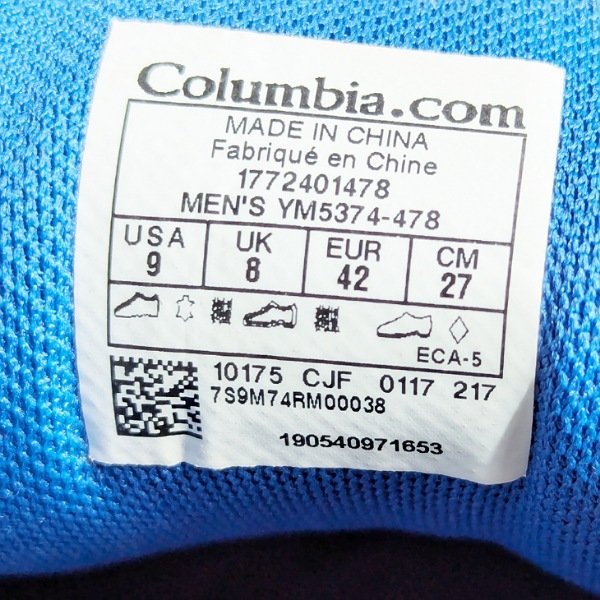 Columbia.com
MADE IN CHINA
Fabriqué en Chine
1772401478
MEN'S YM5374-478
USA UK EUR CM
9 8 42 27
ECA-5
10175 CJF 0117 217
7S9M74RM00038
190540971653